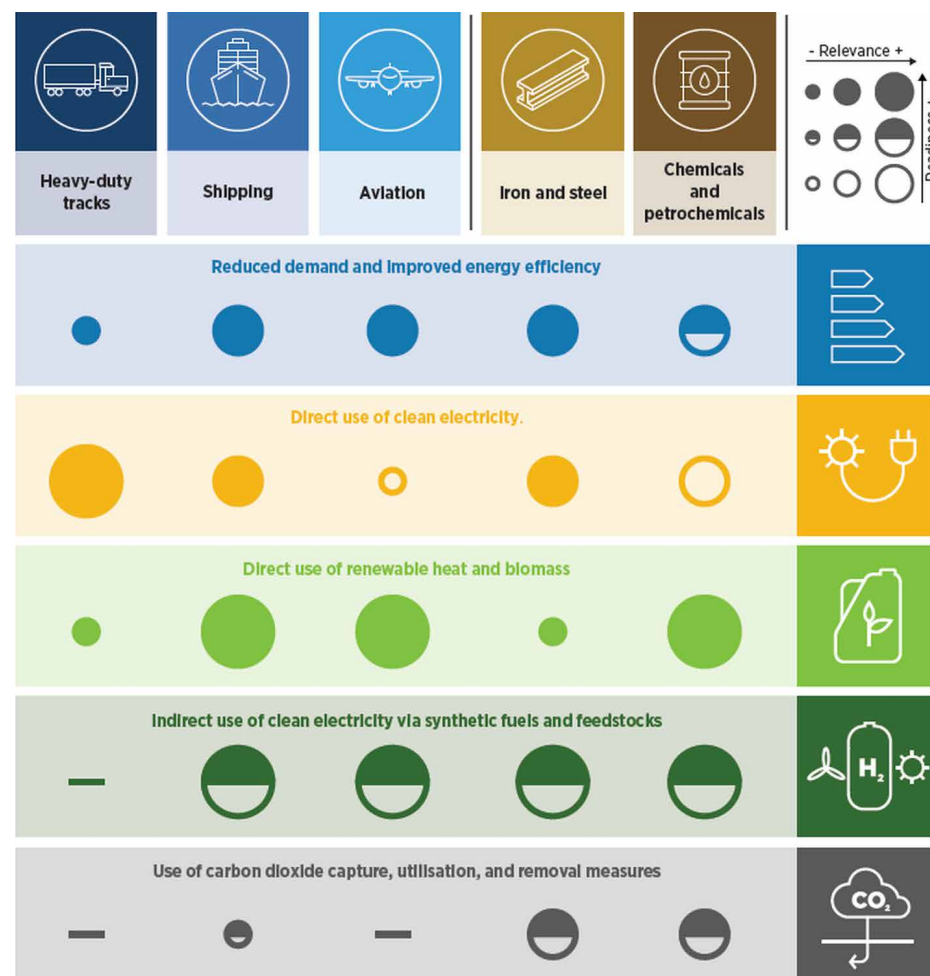 - Relevance +
Heavy-duty
tracks
Shipping
Aviation
Iron and steel
Chemicals
and
petrochemicals
Reduced demand and improved energy efficiency
Direct use of clean electricity.
Direct use of renewable heat and biomass
Indirect use of clean electricity via synthetic fuels and feedstocks
H2
Use of carbon dioxide capture, utilisation, and removal measures
CO2